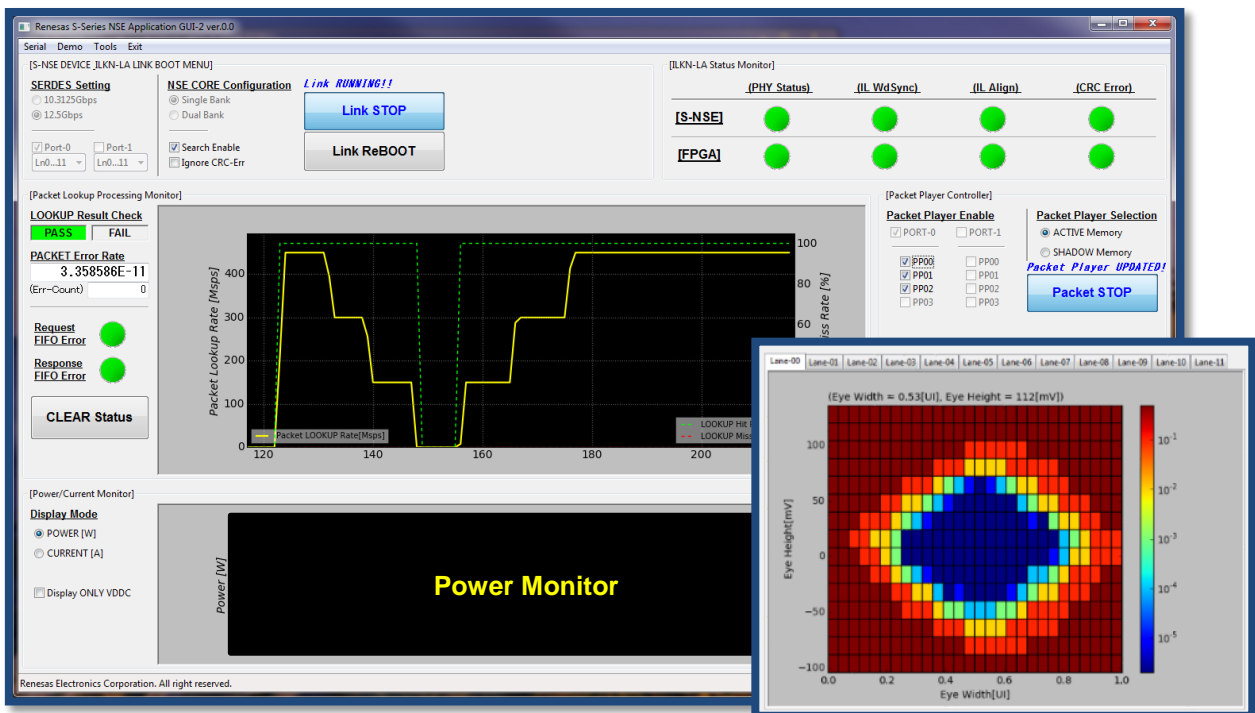 Renesas S-Series NSE Application GUI-2 ver.0.0
Serial Demo Tools Exit
[S-NSE DEVICE ,ILKN-LA LINK BOOT MENU]
SERDES Setting
10.3125Gbps
12.5Gbps
Port-0 Port-1
Ln0...11 Ln0...11
NSE CORE Configuration
Single Bank
Dual Bank
Search Enable
Ignore CRC-Err
Link RUNNING!!
Link STOP
Link ReBOOT
[ILKN-LA Status Monitor]
(PHY Status) (IL WdSync) (IL Align) (CRC Error)
[S-NSE]
[FPGA]
[Packet Lookup Processing Monitor]
LOOKUP Result Check
PASS FAIL
PACKET Error Rate
3.358586E-11
(Err-Count) 0
Request
FIFO Error
Response
FIFO Error
CLEAR Status
Packet Lookup Rate [Msps]
400
300
200
100
0
120 140 160 180 200
100
80
60
iss Rate [%]
Packet LOOKUP Rate[Msps]
LOOKUP Hit
LOOKUP Miss
[Packet Player Controller]
Packet Player Enable
PORT-0 PORT-1
PP00 PP00
PP01 PP01
PP02 PP02
PP03 PP03
Packet Player Selection
ACTIVE Memory
SHADOW Memory
Packet Player UPDATED!
Packet STOP
[Power/Current Monitor]
Display Mode
POWER [W]
CURRENT [A]
Display ONLY VDDC
Power [W]
Power Monitor
Renesas Electronics Corporation. All right reserved.
Lane-00 Lane-01 Lane-02 Lane-03 Lane-04 Lane-05 Lane-06 Lane-07 Lane-08 Lane-09 Lane-10 Lane-11
(Eye Width = 0.53[UI], Eye Height = 112[mV])
Eye Height[mV]
100
50
0
−50
−100
0.0 0.2 0.4 0.6 0.8 1.0
Eye Width[UI]
10⁻¹
10⁻²
10⁻³
10⁻⁴
10⁻⁵